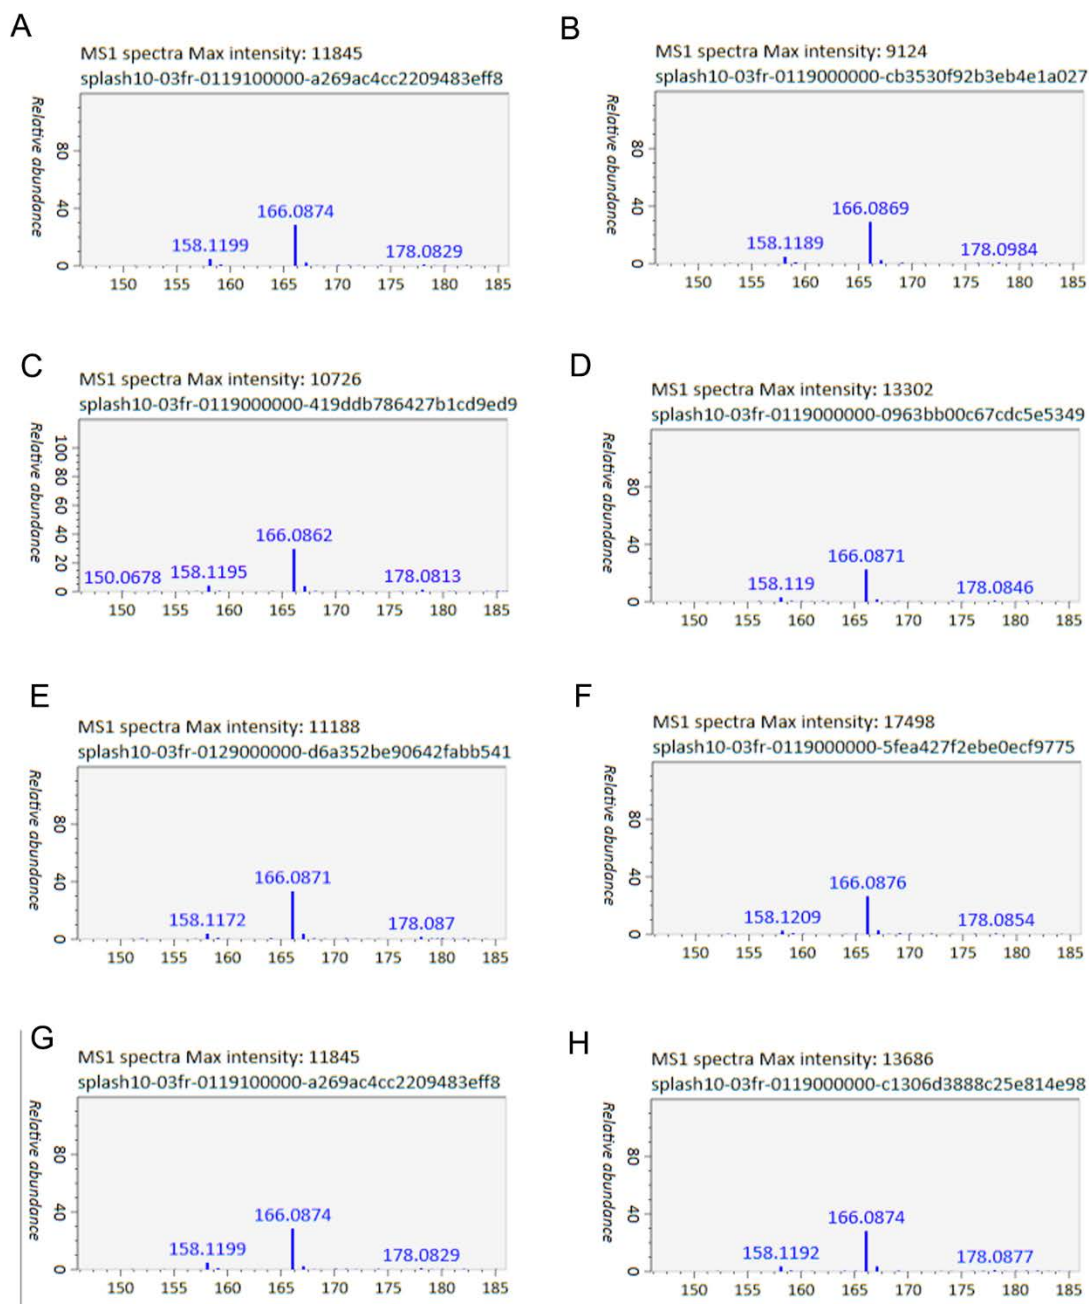 A
MS1 spectra Max intensity: 11845
splash10-03fr-0119100000-a269ac4cc2209483eff8
Relative abundance
80
40
0
166.0874
158.1199
178.0829
150 155 160 165 170 175 180 185
B
MS1 spectra Max intensity: 9124
splash10-03fr-0119000000-cb3530f92b3eb4e1a027
Relative abundance
80
40
0
166.0869
158.1189
178.0984
150 155 160 165 170 175 180 185
C
MS1 spectra Max intensity: 10726
splash10-03fr-0119000000-419ddb786427b1cd9ed9
Relative abundance
100
80
60
40
20
0
166.0862
150.0678
158.1195
178.0813
150 155 160 165 170 175 180 185
D
MS1 spectra Max intensity: 13302
splash10-03fr-0119000000-0963bb00c67cdc5e5349
Relative abundance
80
40
0
166.0871
158.119
178.0846
150 155 160 165 170 175 180 185
E
MS1 spectra Max intensity: 11188
splash10-03fr-0129000000-d6a352be90642fabb541
Relative abundance
80
40
0
166.0871
158.1172
178.087
150 155 160 165 170 175 180 185
F
MS1 spectra Max intensity: 17498
splash10-03fr-0119000000-5fea427f2ebe0ecf9775
Relative abundance
80
40
0
166.0876
158.1209
178.0854
150 155 160 165 170 175 180 185
G
MS1 spectra Max intensity: 11845
splash10-03fr-0119100000-a269ac4cc2209483eff8
Relative abundance
80
40
0
166.0874
158.1199
178.0829
150 155 160 165 170 175 180 185
H
MS1 spectra Max intensity: 13686
splash10-03fr-0119000000-c1306d3888c25e814e98
Relative abundance
80
40
0
166.0874
158.1192
178.0877
150 155 160 165 170 175 180 185